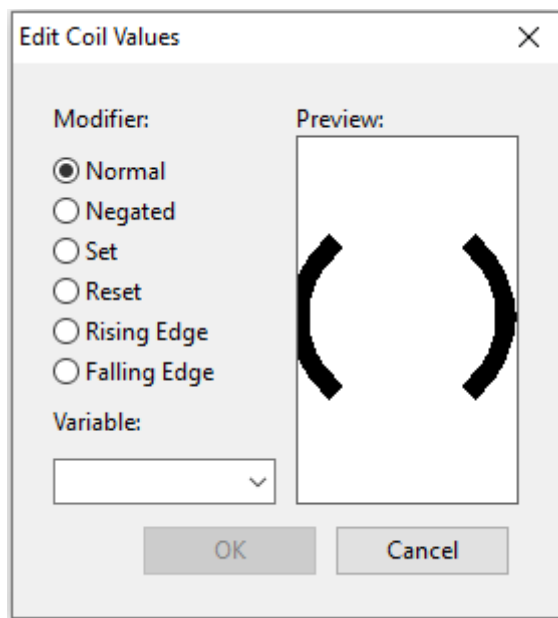 Edit Coil Values
Modifier:
Preview:
Normal
Negated
Set
Reset
Rising Edge
Falling Edge
Variable:
OK
Cancel